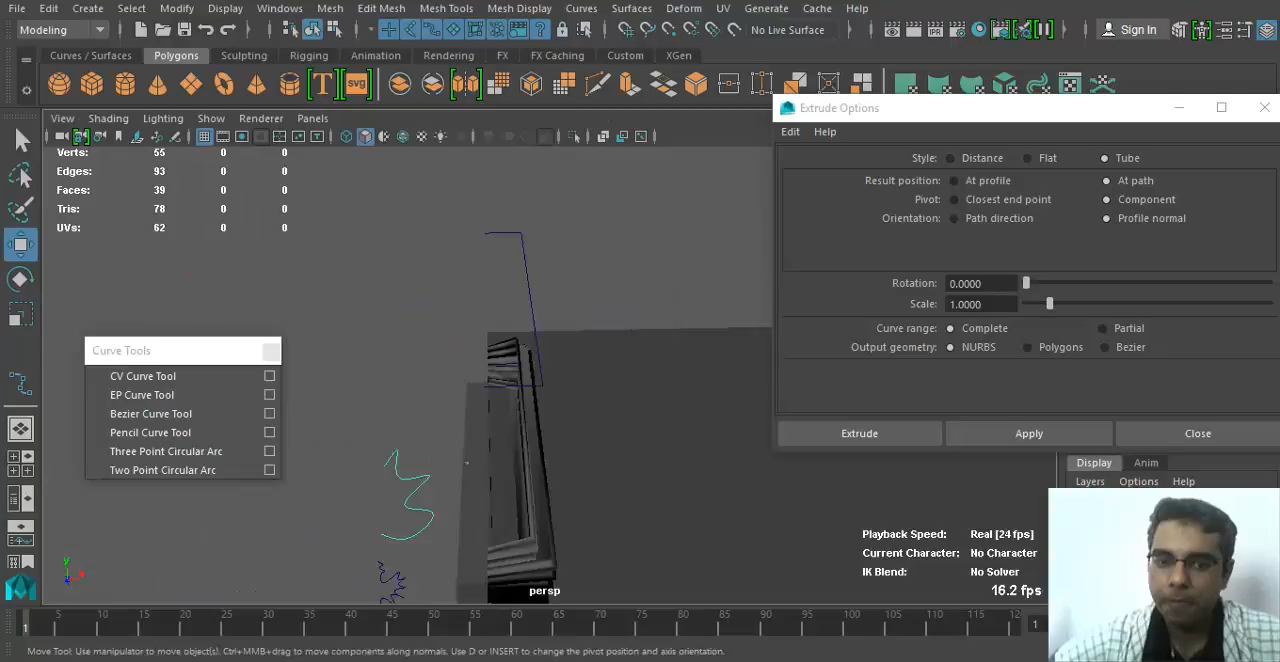 File Edit Create Select Modify Display Windows Mesh Edit Mesh Mesh Tools Mesh Display Curves Surfaces Deform UV Generate Cache Help
Modeling No Live Surface Sign In
Curves / Surfaces Polygons Sculpting Rigging Animation Rendering FX FX Caching Custom XGen
T svg
View Shading Lighting Show Renderer Panels
Extrude Options
Edit Help
Verts: 55 0 0
Edges: 93 0 0
Faces: 39 0 0
Tris: 78 0 0
UVs: 62 0 0
Style: Distance Flat Tube
Result position: At profile At path
Pivot: Closest end point Component
Orientation: Path direction Profile normal
Rotation: 0.0000
Scale: 1.0000
Curve range: Complete Partial
Output geometry: NURBS Polygons Bezier
Extrude Apply Close
Curve Tools
CV Curve Tool
EP Curve Tool
Bezier Curve Tool
Pencil Curve Tool
Three Point Circular Arc
Two Point Circular Arc
Display Anim
Layers Options Help
Playback Speed: Real [24 fps]
Current Character: No Character
IK Blend: No Solver
16.2 fps
persp
y
5 10 15 20 25 30 35 40 45 50 55 60 65 70 75 80 85 90 95 100 105 110 115 120
1 1
Move Tool: Use manipulator to move object(s). Ctrl+MMB+drag to move components along normals. Use D or INSERT to change the pivot position and axis orientation.